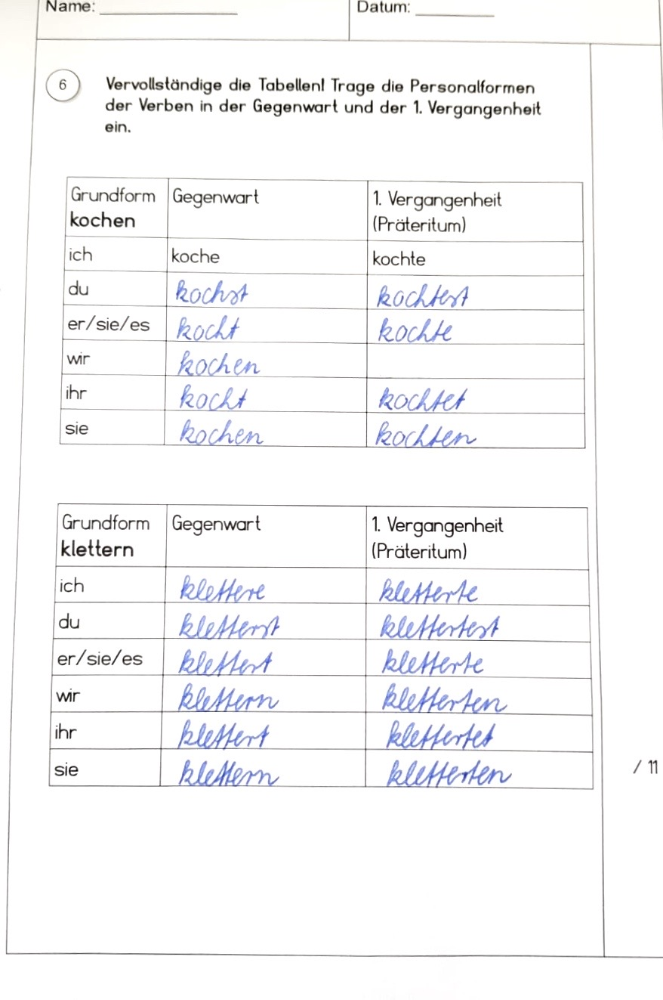 Name: ____________ Datum: ________
6 Vervollständige die Tabellen! Trage die Personalformen
der Verben in der Gegenwart und der 1. Vergangenheit
ein.
Grundform Gegenwart 1. Vergangenheit
kochen (Präteritum)
ich koche kochte
du kochst kochtest
er/sie/es kocht kochte
wir kochen
ihr kocht kochtet
sie kochen kochten
Grundform Gegenwart 1. Vergangenheit
klettern (Präteritum)
ich klettere kletterte
du kletterst klettertest
er/sie/es klettert kletterte
wir klettern kletterten
ihr klettert klettertet
sie klettern kletterten
/ 11